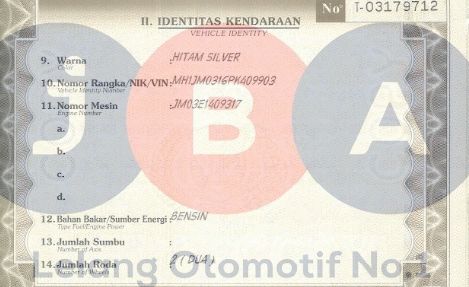 No T-03179712
II. IDENTITAS KENDARAAN
VEHICLE IDENTITY
9. Warna : HITAM SILVER
Color
10. Nomor Rangka/NIK/VIN : MH1JM0316PK409903
Vehicle Identity Number
11. Nomor Mesin : JM03E1409317
Engine Number
a.
b.
c.
d.
J B A
12. Bahan Bakar/Sumber Energi : BENSIN
Type Fuel/Engine Power
13. Jumlah Sumbu :
Number of Axis
14. Jumlah Roda : 2 (DUA)
Number of Wheels
Lelang Otomotif No 1